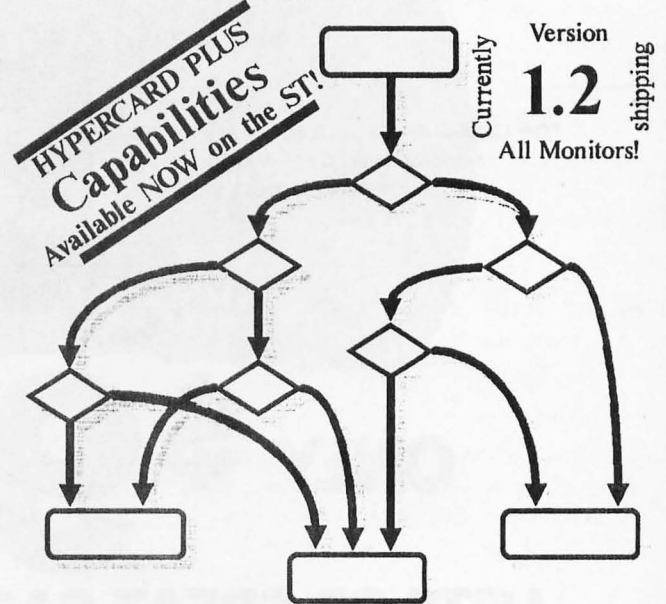 HYPERCARD PLUS
Capabilities
Available NOW on the ST!
Currently
Version
1.2
shipping
All Monitors!